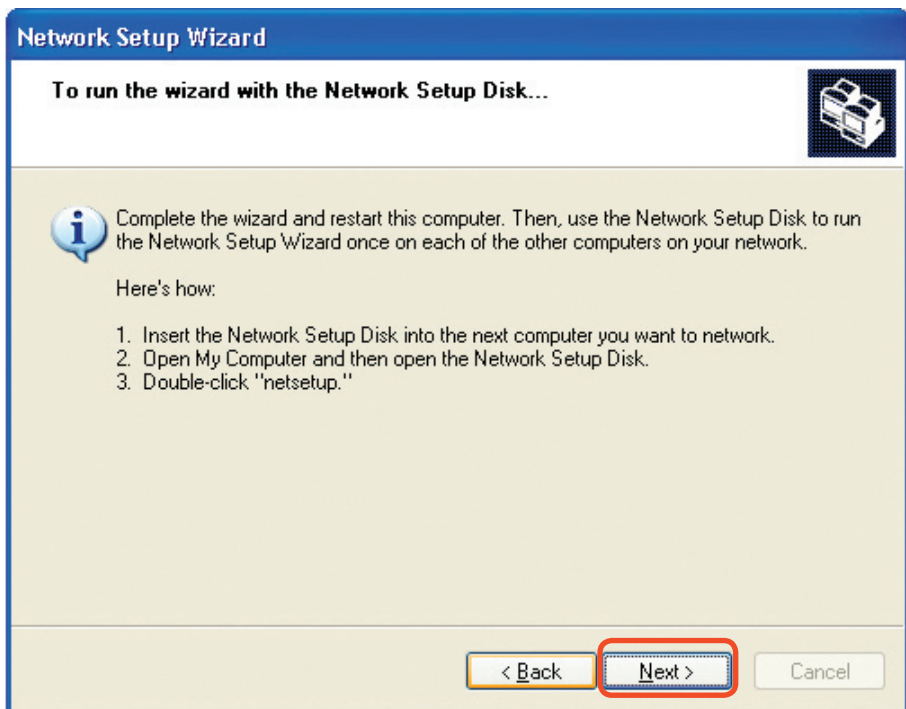 Network Setup Wizard
To run the wizard with the Network Setup Disk...
Complete the wizard and restart this computer. Then, use the Network Setup Disk to run
the Network Setup Wizard once on each of the other computers on your network.
Here's how:
1. Insert the Network Setup Disk into the next computer you want to network.
2. Open My Computer and then open the Network Setup Disk.
3. Double-click "netsetup."
< Back
Next >
Cancel